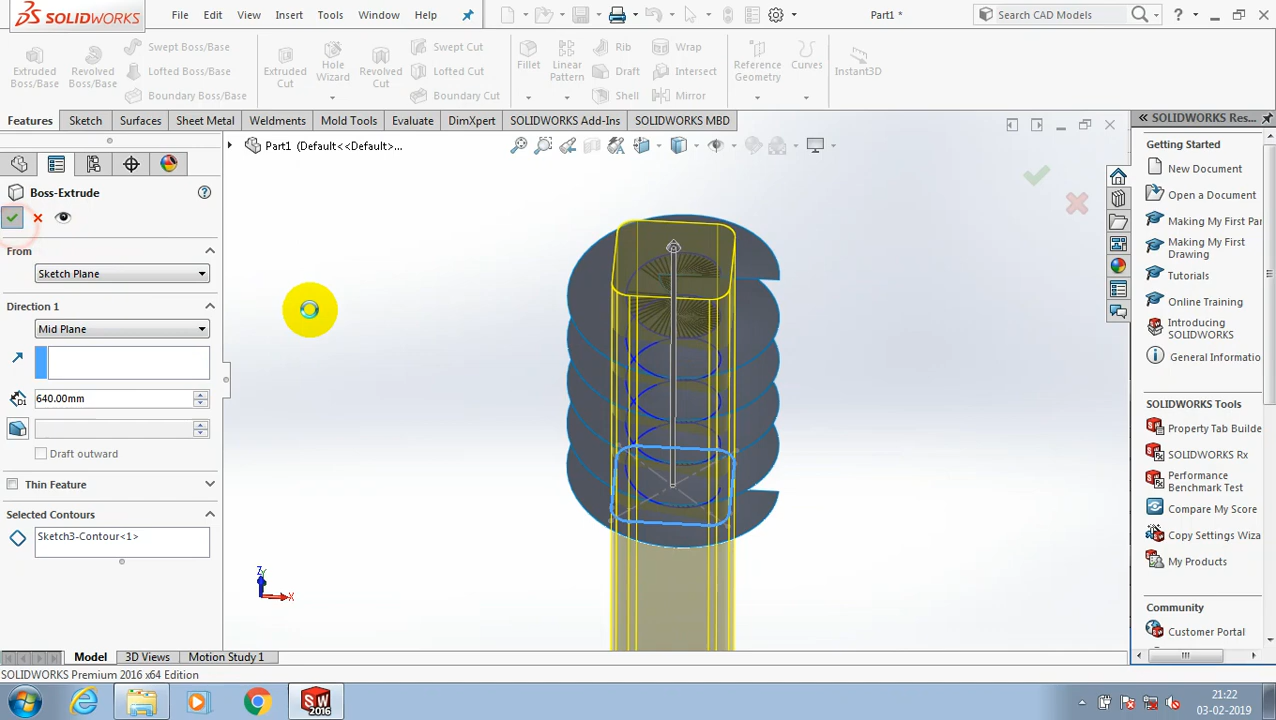 SOLIDWORKS
File Edit View Insert Tools Window Help
Part1 *
Search CAD Models
Extruded Boss/Base
Revolved Boss/Base
Swept Boss/Base
Lofted Boss/Base
Boundary Boss/Base
Extruded Cut
Hole Wizard
Revolved Cut
Swept Cut
Lofted Cut
Boundary Cut
Fillet
Linear Pattern
Rib
Draft
Shell
Wrap
Intersect
Mirror
Reference Geometry
Curves
Instant3D
Features Sketch Surfaces Sheet Metal Weldments Mold Tools Evaluate DimXpert SOLIDWORKS Add-Ins SOLIDWORKS MBD
Part1 (Default<<Default>...
Boss-Extrude
From
Sketch Plane
Direction 1
Mid Plane
D1
640.00mm
Draft outward
Thin Feature
Selected Contours
Sketch3-Contour<1>
Z
Y
X
SOLIDWORKS Res...
Getting Started
New Document
Open a Document
Making My First Par
Making My First
Drawing
Tutorials
Online Training
Introducing
SOLIDWORKS
General Informatio
SOLIDWORKS Tools
Property Tab Builde
SOLIDWORKS Rx
Performance
Benchmark Test
Compare My Score
Copy Settings Wiza
My Products
Community
Customer Portal
Model 3D Views Motion Study 1
SOLIDWORKS Premium 2016 x64 Edition
SW
2016
21:22
03-02-2019